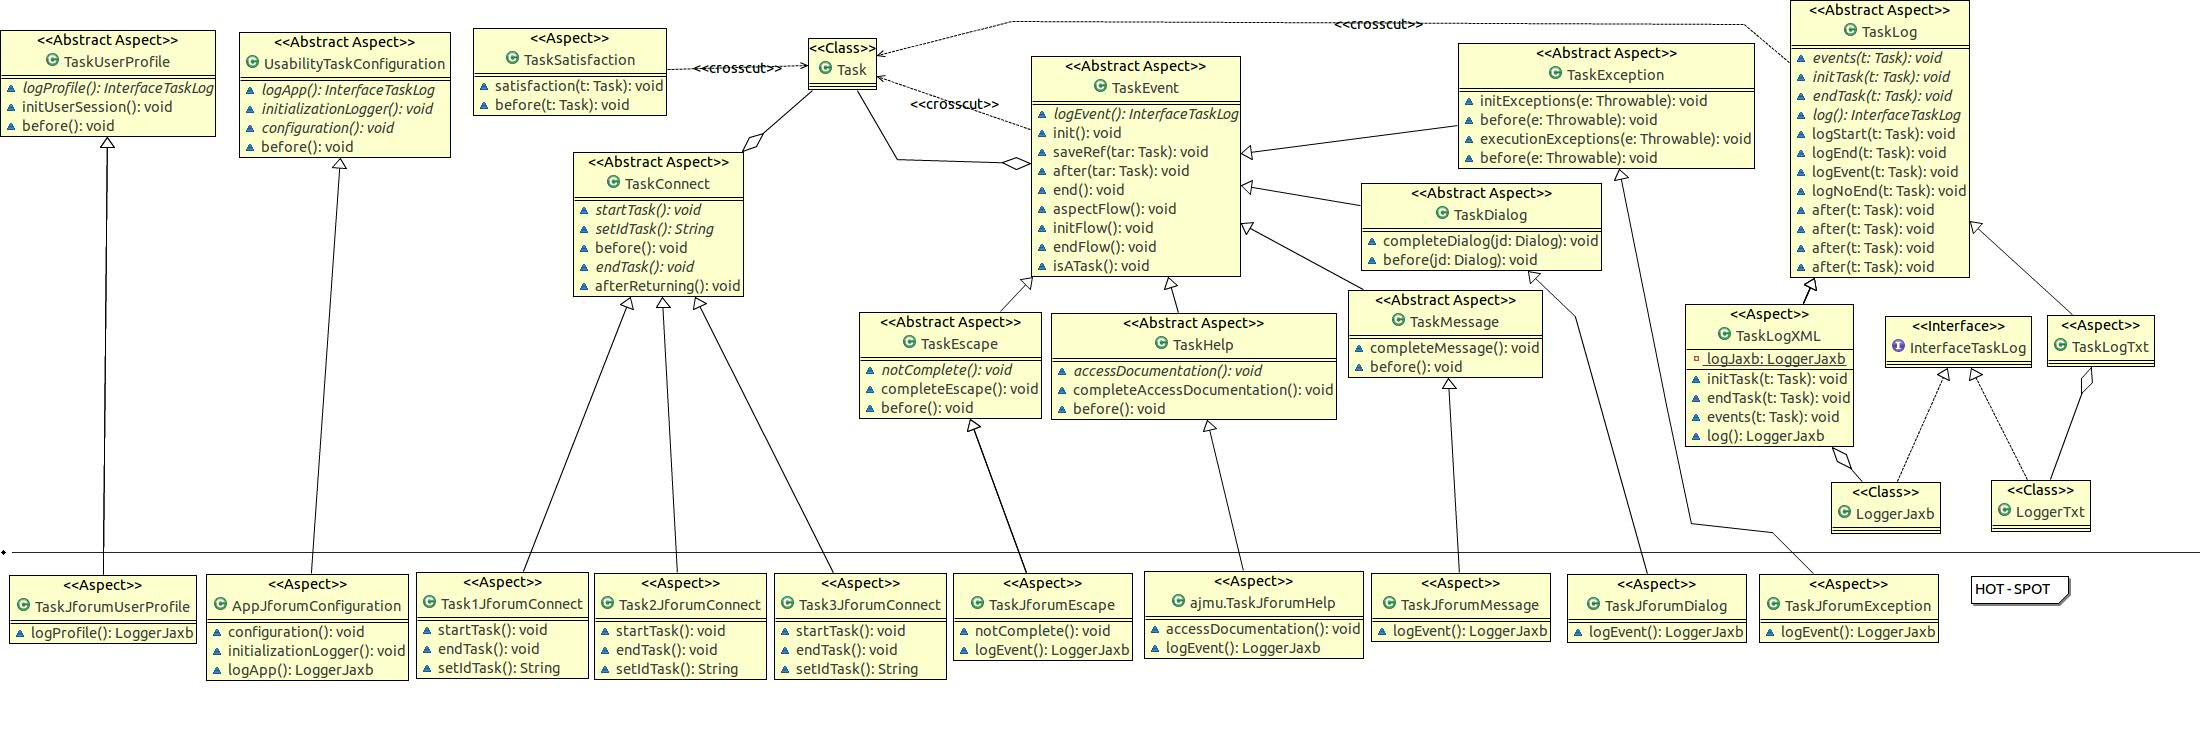 <<Abstract Aspect>>
TaskUserProfile
logProfile(): InterfaceTaskLog
initUserSession(): void
before(): void
<<Abstract Aspect>>
UsabilityTaskConfiguration
logApp(): InterfaceTaskLog
initializationLogger(): void
configuration(): void
before(): void
<<Aspect>>
TaskSatisfaction
satisfaction(t: Task): void
before(t: Task): void
<<crosscut>>
<<Class>>
Task
<<crosscut>>
<<crosscut>>
<<Abstract Aspect>>
TaskConnect
startTask(): void
setIdTask(): String
before(): void
endTask(): void
afterReturning(): void
<<Abstract Aspect>>
TaskEvent
logEvent(): InterfaceTaskLog
init(): void
saveRef(tar: Task): void
after(tar: Task): void
end(): void
aspectFlow(): void
initFlow(): void
endFlow(): void
isATask(): void
<<Abstract Aspect>>
TaskException
initExceptions(e: Throwable): void
before(e: Throwable): void
executionExceptions(e: Throwable): void
before(e: Throwable): void
<<Abstract Aspect>>
TaskDialog
completeDialog(jd: Dialog): void
before(jd: Dialog): void
<<Abstract Aspect>>
TaskLog
events(t: Task): void
initTask(t: Task): void
endTask(t: Task): void
log(): InterfaceTaskLog
logStart(t: Task): void
logEnd(t: Task): void
logEvent(t: Task): void
logNoEnd(t: Task): void
after(t: Task): void
after(t: Task): void
after(t: Task): void
after(t: Task): void
<<Abstract Aspect>>
TaskEscape
notComplete(): void
completeEscape(): void
before(): void
<<Abstract Aspect>>
TaskHelp
accessDocumentation(): void
completeAccessDocumentation(): void
before(): void
<<Abstract Aspect>>
TaskMessage
completeMessage(): void
before(): void
<<Aspect>>
TaskLogXML
logJaxb: LoggerJaxb
initTask(t: Task): void
endTask(t: Task): void
events(t: Task): void
log(): LoggerJaxb
<<Interface>>
InterfaceTaskLog
<<Aspect>>
TaskLogTxt
<<Class>>
LoggerJaxb
<<Class>>
LoggerTxt
<<Aspect>>
TaskJforumUserProfile
logProfile(): LoggerJaxb
<<Aspect>>
AppJforumConfiguration
configuration(): void
initializationLogger(): void
logApp(): LoggerJaxb
<<Aspect>>
Task1JforumConnect
startTask(): void
endTask(): void
setIdTask(): String
<<Aspect>>
Task2JforumConnect
startTask(): void
endTask(): void
setIdTask(): String
<<Aspect>>
Task3JforumConnect
startTask(): void
endTask(): void
setIdTask(): String
<<Aspect>>
TaskJforumEscape
notComplete(): void
logEvent(): LoggerJaxb
<<Aspect>>
ajmu.TaskJforumHelp
accessDocumentation(): void
logEvent(): LoggerJaxb
<<Aspect>>
TaskJforumMessage
logEvent(): LoggerJaxb
<<Aspect>>
TaskJforumDialog
logEvent(): LoggerJaxb
<<Aspect>>
TaskJforumException
logEvent(): LoggerJaxb
HOT-SPOT